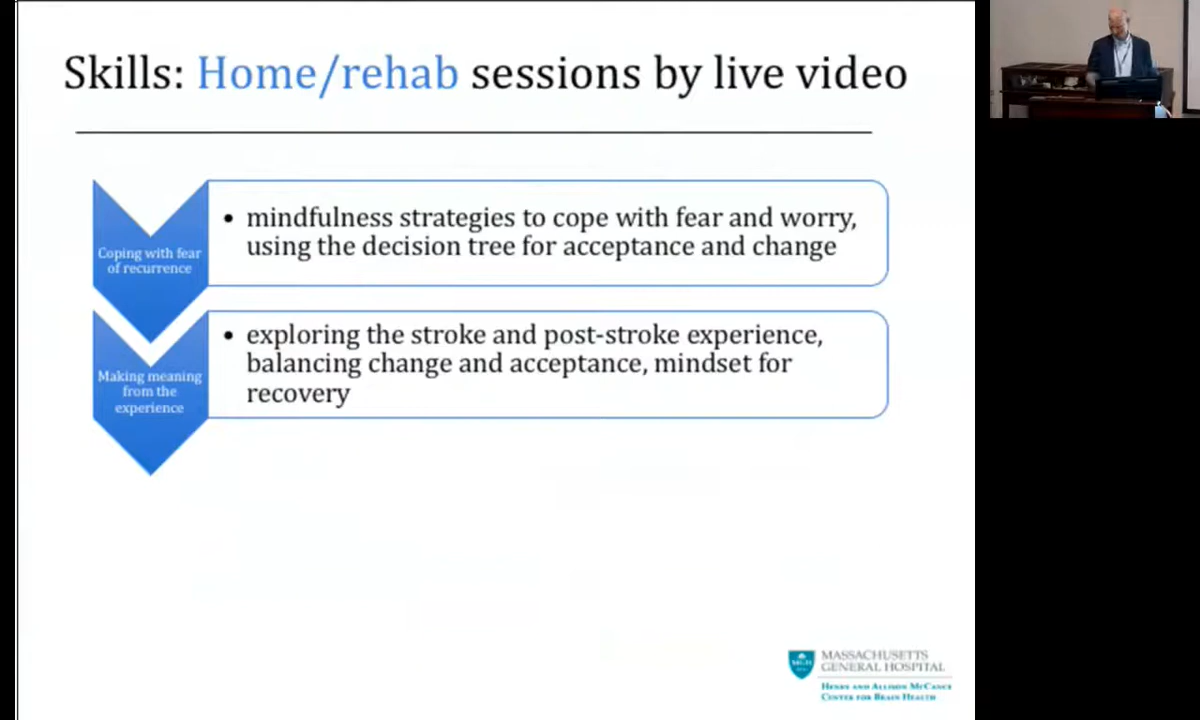 Skills: Home/rehab sessions by live video
Coping with fear
of recurrence
• mindfulness strategies to cope with fear and worry,
using the decision tree for acceptance and change
Making meaning
from the
experience
• exploring the stroke and post-stroke experience,
balancing change and acceptance, mindset for
recovery
MASSACHUSETTS
GENERAL HOSPITAL
HENRY AND ALLISON MCCANCE
CENTER FOR BRAIN HEALTH